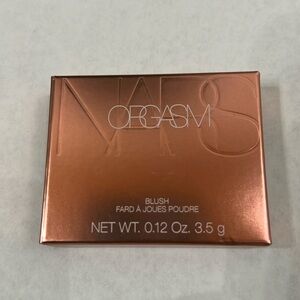 NARS
ORGASM
BLUSH
FARD À JOUES POUDRE
NET WT. 0.12 Oz. 3.5 g